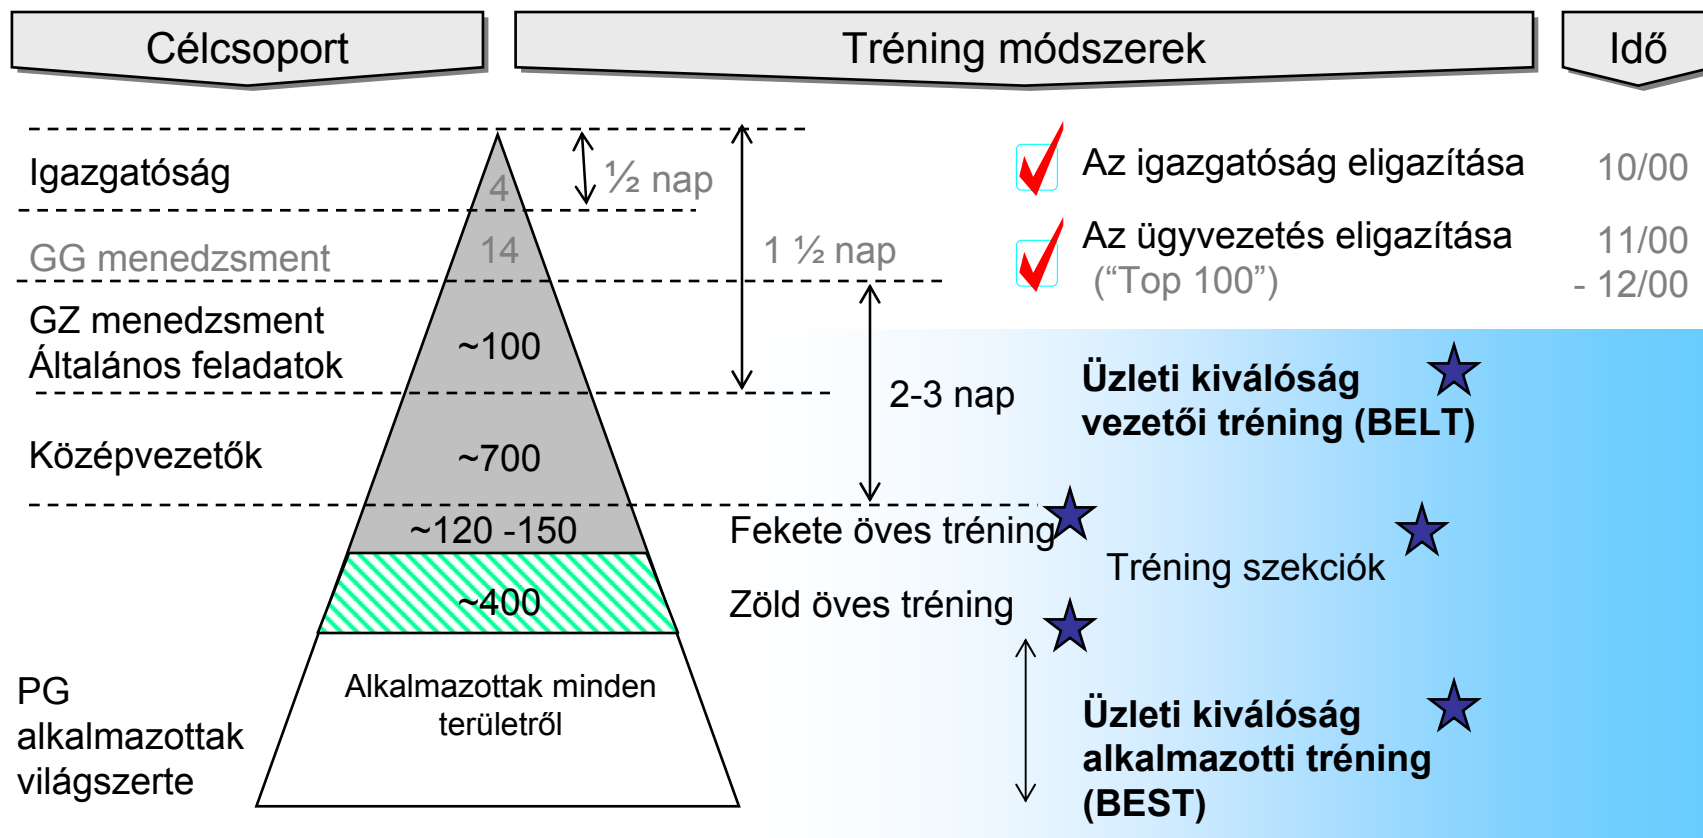 Célcsoport
Tréning módszerek
Idő
Igazgatóság
4
½ nap
Az igazgatóság eligazítása
10/00
GG menedzsment
14
1 ½ nap
Az ügyvezetés eligazítása
(“Top 100”)
11/00
- 12/00
GZ menedzsment
Általános feladatok
~100
2-3 nap
Üzleti kiválóság
vezetői tréning (BELT)
Középvezetők
~700
~120 -150
Fekete öves tréning
Tréning szekciók
~400
Zöld öves tréning
PG
alkalmazottak
világszerte
Alkalmazottak minden
területről
Üzleti kiválóság
alkalmazotti tréning
(BEST)